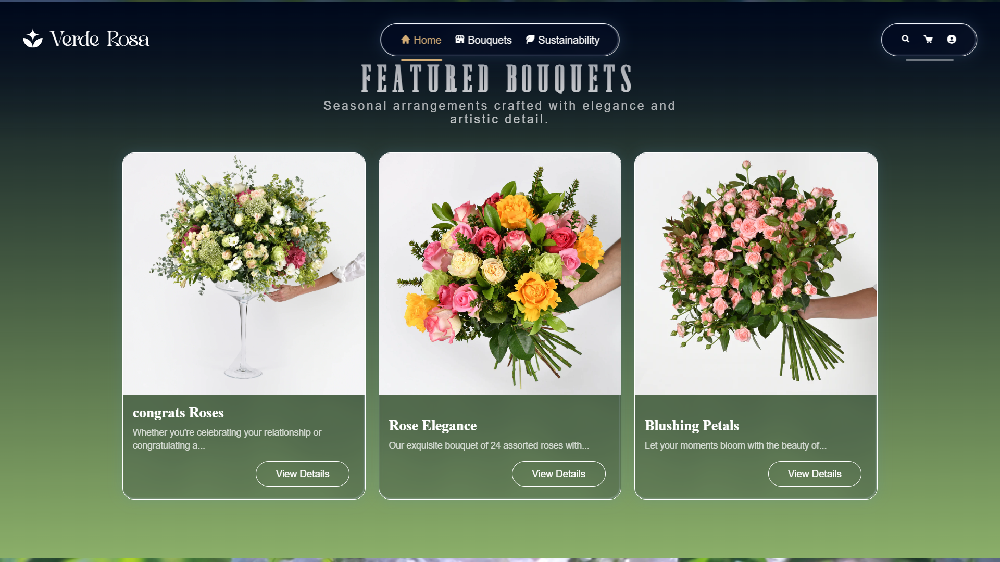 Verde Rosa
Home Bouquets Sustainability
FEATURED BOUQUETS
Seasonal arrangements crafted with elegance and
artistic detail.
congrats Roses
Whether you're celebrating your relationship or
congratulating a...
View Details
Rose Elegance
Our exquisite bouquet of 24 assorted roses with...
View Details
Blushing Petals
Let your moments bloom with the beauty of...
View Details